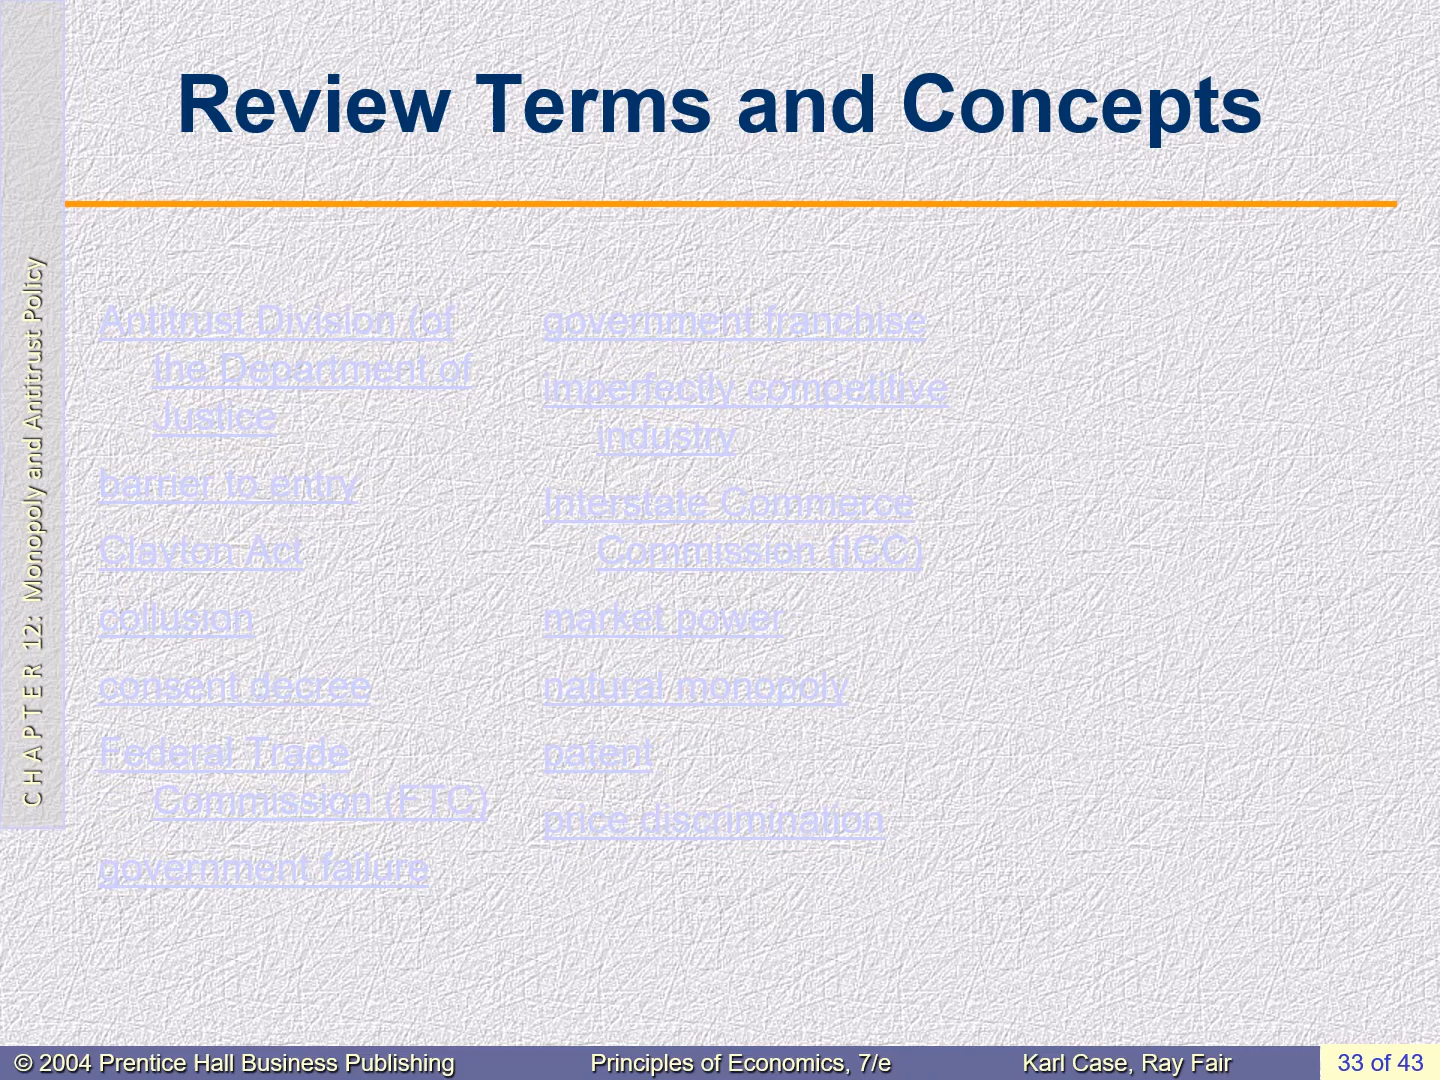 Review Terms and Concepts
CHAPTER 12: Monopoly and Antitrust Policy
Antitrust Division (of
the Department of
Justice
barrier to entry
Clayton Act
collusion
consent decree
Federal Trade
Commission (FTC)
government failure
government franchise
imperfectly competitive
industry
Interstate Commerce
Commission (ICC)
market power
natural monopoly
patent
price discrimination
© 2004 Prentice Hall Business Publishing
Principles of Economics, 7/e
Karl Case, Ray Fair
33 of 43